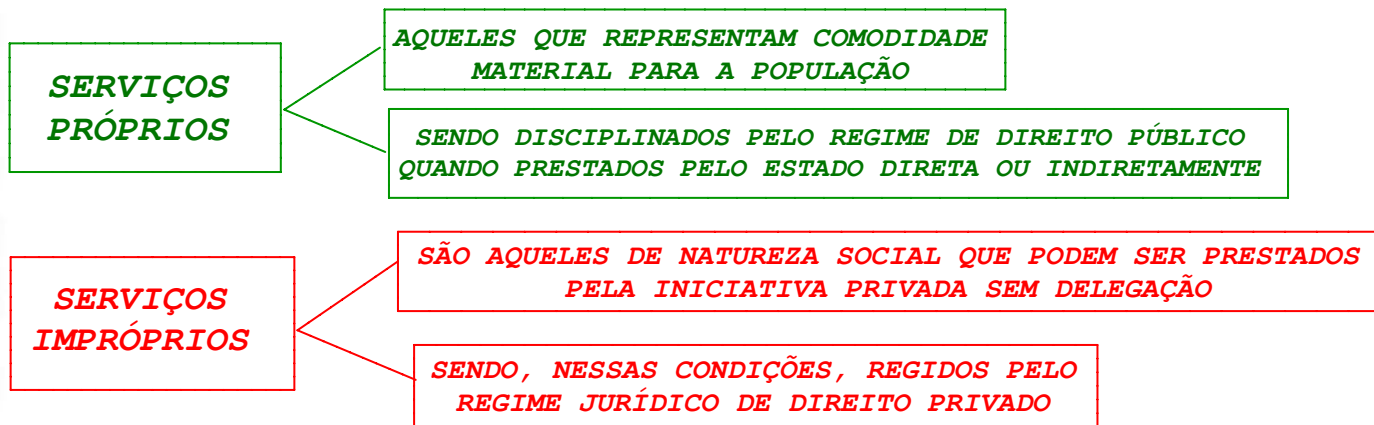 SERVIÇOS
PRÓPRIOS
AQUELES QUE REPRESENTAM COMODIDADE
MATERIAL PARA A POPULAÇÃO
SENDO DISCIPLINADOS PELO REGIME DE DIREITO PÚBLICO
QUANDO PRESTADOS PELO ESTADO DIRETA OU INDIRETAMENTE
SERVIÇOS
IMPRÓPRIOS
SÃO AQUELES DE NATUREZA SOCIAL QUE PODEM SER PRESTADOS
PELA INICIATIVA PRIVADA SEM DELEGAÇÃO
SENDO, NESSAS CONDIÇÕES, REGIDOS PELO
REGIME JURÍDICO DE DIREITO PRIVADO